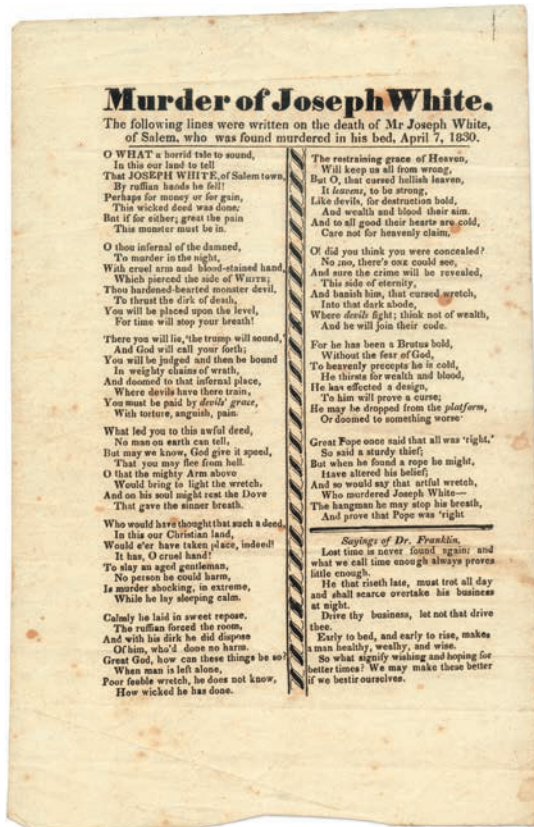 Murder of Joseph White.
The following lines were written on the death of Mr Joseph White,
of Salem, who was found murdered in his bed, April 7, 1830.
O WHAT a horrid tale to sound,
In this our land to tell
That JOSEPH WHITE, of Salem town,
By ruffian hands he fell!
Perhaps for money or for gain,
This wicked deed was done;
But if for either; great the pain
This monster must be in.
O thou infernal of the damned,
To murder in the night,
With cruel arm and blood-stained hand,
Which pierced the side of WHITE;
Thou hardened-hearted monster devil,
To thrust the dirk of death,
You will be placed upon the level,
For time will stop your breath!
There you will lie, 'the trump will sound,'
And God will call your forth;
You will be judged and then be bound
In weighty chains of wrath,
And doomed to that infernal place,
Where devils have there train,
You must be paid by devils' grace,
With torture, anguish, pain.
What led you to this awful deed,
No man on earth can tell,
But may we know, God give it speed,
That you may flee from hell.
O that the mighty Arm above
Would bring to light the wretch,
And on his soul might rest the Dove
That gave the sinner breath.
Who would have thought that such a deed,
In this our Christian land,
Would e'er have taken place, indeed!
It has, O cruel hand!
To slay an aged gentleman,
No person he could harm,
Is murder shocking, in extreme,
While he lay sleeping calm.
Calmly he laid in sweet repose.
The ruffian forced the room,
And with his dirk he did dispose
Of him, who'd done no harm.
Great God, how can these things be so?
When man is left alone,
Poor feeble wretch, he does not know,
How wicked he has done.
The restraining grace of Heaven,
Will keep us all from wrong,
But O, that cursed hellish leaven,
It leavens, to be strong,
Like devils, for destruction bold,
And wealth and blood their aim.
And to all good their hearts are cold,
Care not for heavenly claim,
O! did you think you were concealed?
No, no, there's ONE could see,
And sure the crime will be revealed,
This side of eternity,
And banish him, that cursed wretch,
Into that dark abode,
Where devils fight; think not of wealth,
And he will join their code.
For he has been a Brutus bold,
Without the fear of God,
To heavenly precepts he is cold,
He thirsts for wealth and blood,
He has effected a design,
To him will prove a curse;
He may be dropped from the platform,
Or doomed to something worse.
Great Pope once said that all was 'right,'
So said a sturdy thief;
But when he found a rope he might,
Have altered his belief;
And so would say that artful wretch,
Who murdered Joseph White—
The hangman he may stop his breath,
And prove that Pope was 'right
Sayings of Dr. Franklin.
Lost time is never found again; and
what we call time enough always proves
little enough.
He that riseth late, must trot all day
and shall scarce overtake his business
at night.
Drive thy business, let not that drive
thee.
Early to bed, and early to rise, makes
a man healthy, wealhy, and wise.
So what signify wishing and hoping for
better times? We may make these better
if we bestir ourselves.